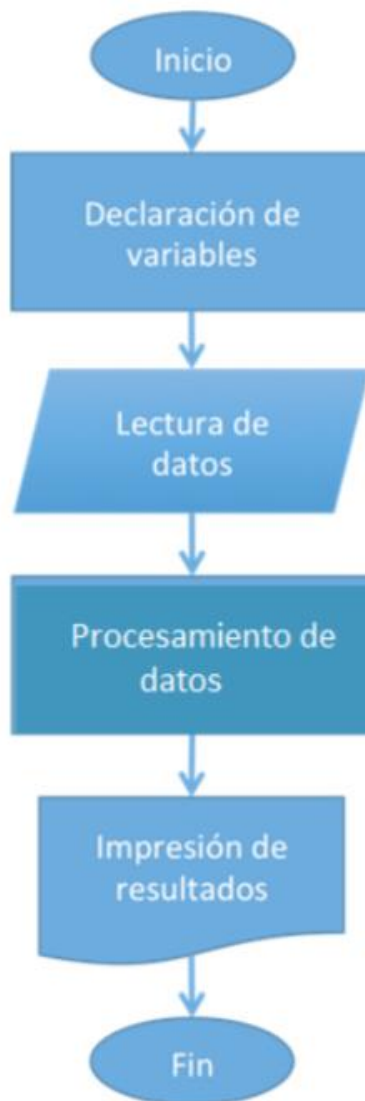 Inicio
Declaración de
variables
Lectura de
datos
Procesamiento de
datos
Impresión de
resultados
Fin